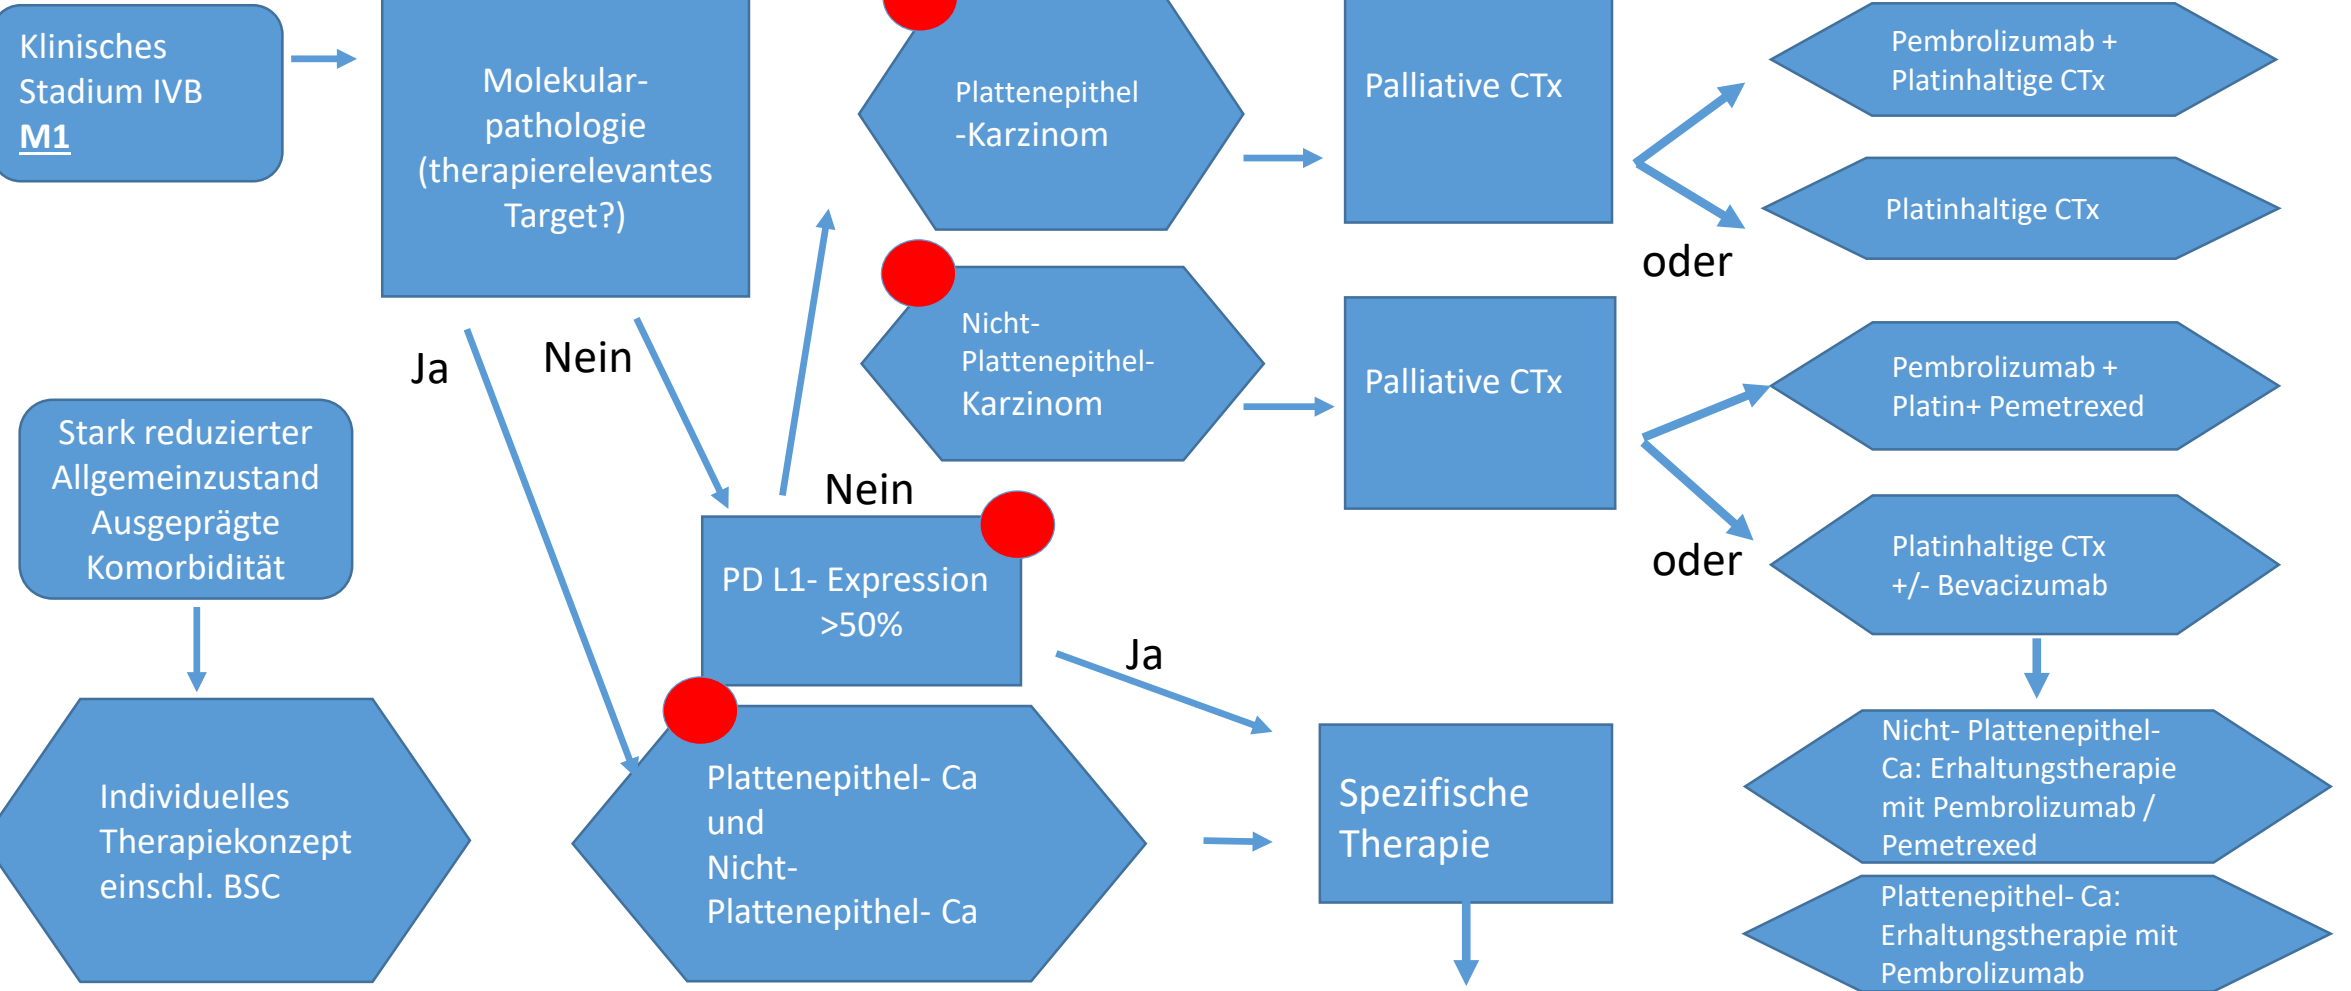 Klinisches
Stadium IVB
M1
Molekular-
pathologie
(therapierelevantes
Target?)
Plattenepithel
-Karzinom
Palliative CTx
Pembrolizumab +
Platinhaltige CTx
Platinhaltige CTx
oder
Nicht-
Plattenepithel-
Karzinom
Palliative CTx
Pembrolizumab +
Platin+ Pemetrexed
oder
Platinhaltige CTx
+/- Bevacizumab
Ja
Nein
Stark reduzierter
Allgemeinzustand
Ausgeprägte
Komorbidität
Nein
PD L1- Expression
>50%
Ja
Individuelles
Therapiekonzept
einschl. BSC
Plattenepithel- Ca
und
Nicht-
Plattenepithel- Ca
Spezifische
Therapie
Nicht- Plattenepithel-
Ca: Erhaltungstherapie
mit Pembrolizumab /
Pemetrexed
Plattenepithel- Ca:
Erhaltungstherapie mit
Pembrolizumab